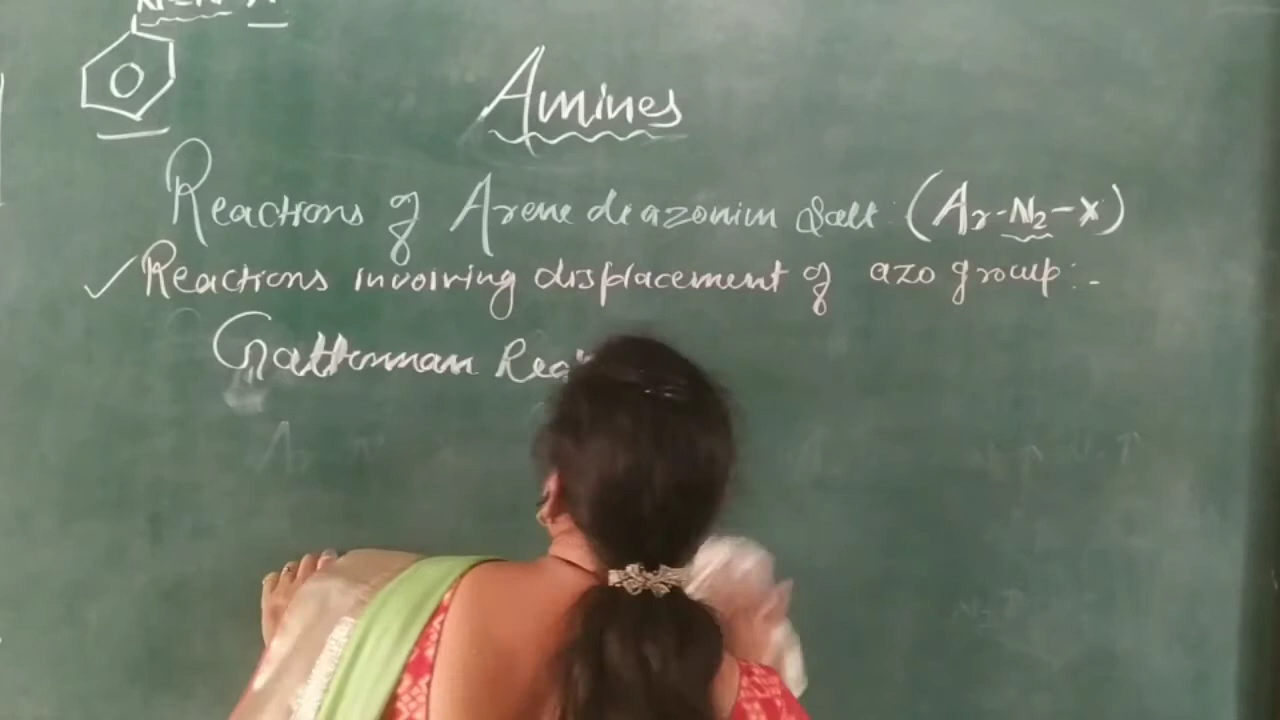 Amines
Reactions of Arene diazonim Salt (Ar-N2-X)
Reactions involving displacement of azo group:-
Gatterman